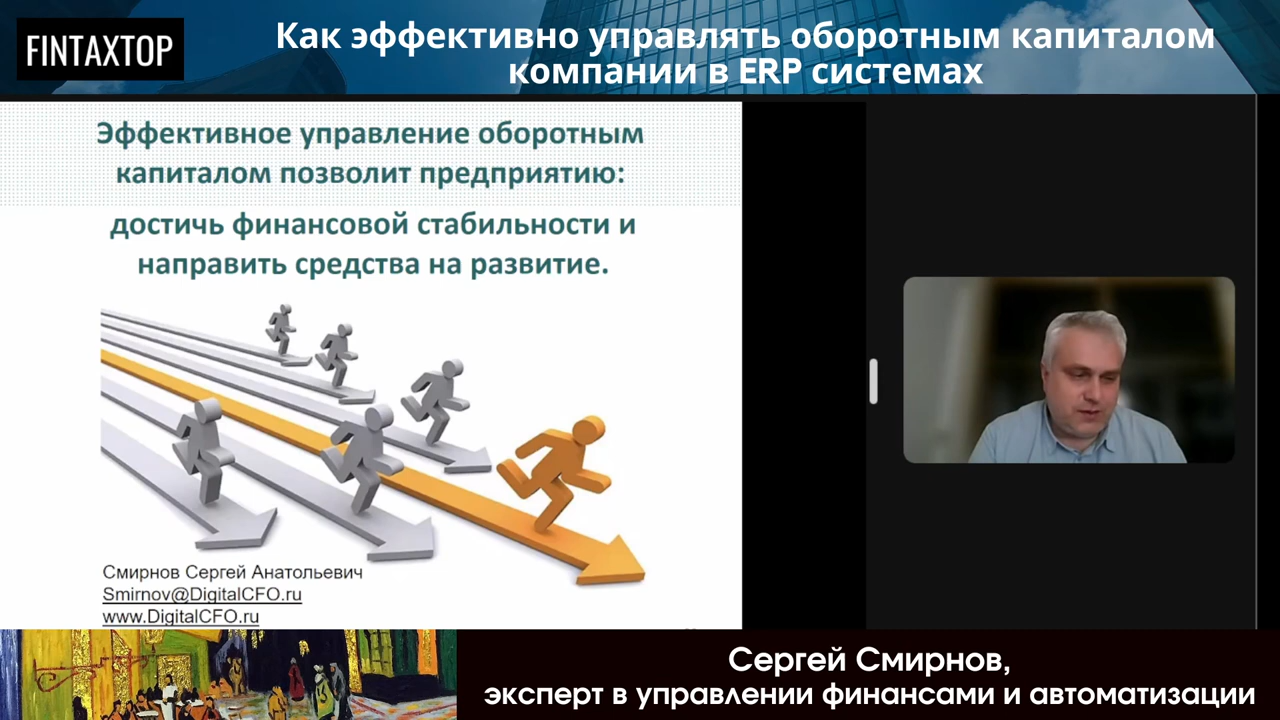 FINTAXTOP
Как эффективно управлять оборотным капиталом
компании в ERP системах
Эффективное управление оборотным
капиталом позволит предприятию:
достичь финансовой стабильности и
направить средства на развитие.
Смирнов Сергей Анатольевич
Smirnov@DigitalCFO.ru
www.DigitalCFO.ru
Сергей Смирнов,
эксперт в управлении финансами и автоматизации